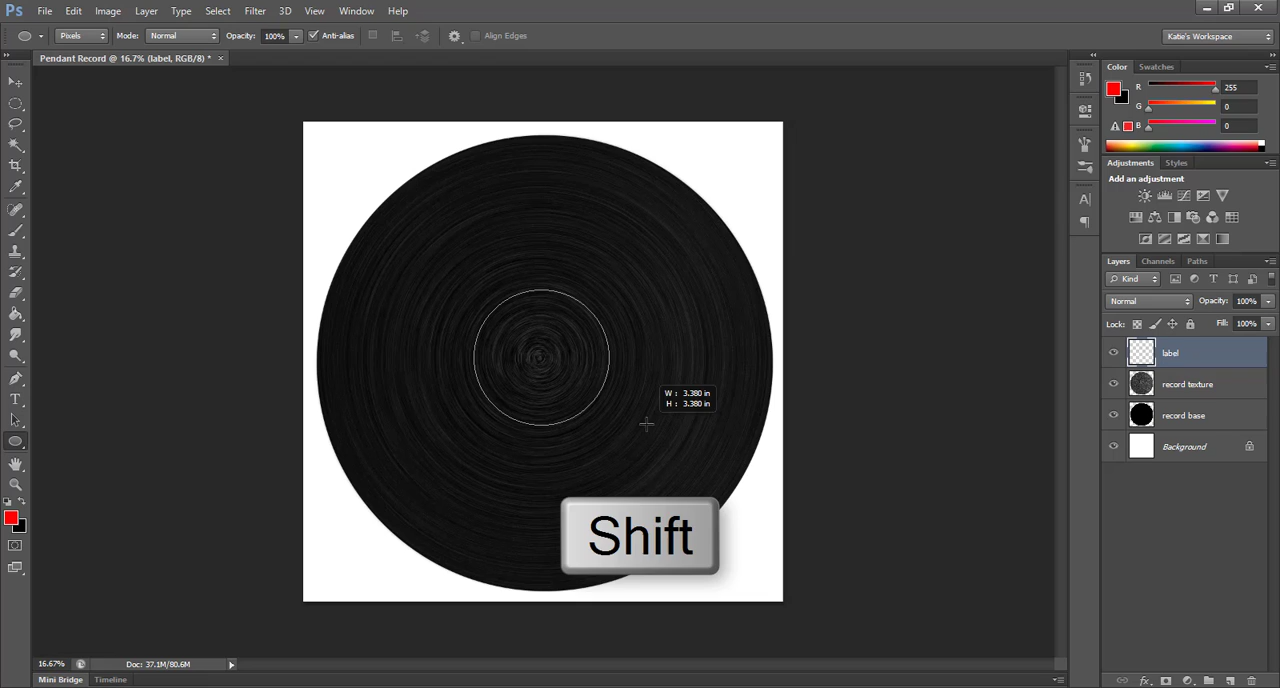 Ps File Edit Image Layer Type Select Filter 3D View Window Help
Pixels Mode: Normal Opacity: 100% Anti-alias Align Edges Katie's Workspace
Pendant Record @ 16.7% (label, RGB/8) * ×
Color Swatches
R 255
G 0
B 0
Adjustments Styles
Add an adjustment
Layers Channels Paths
Kind
Normal Opacity: 100%
Lock: Fill: 100%
label
record texture
record base
Background
W : 3.380 in
H : 3.380 in
Shift
16.67% Doc: 37.1M/80.6M
Mini Bridge Timeline